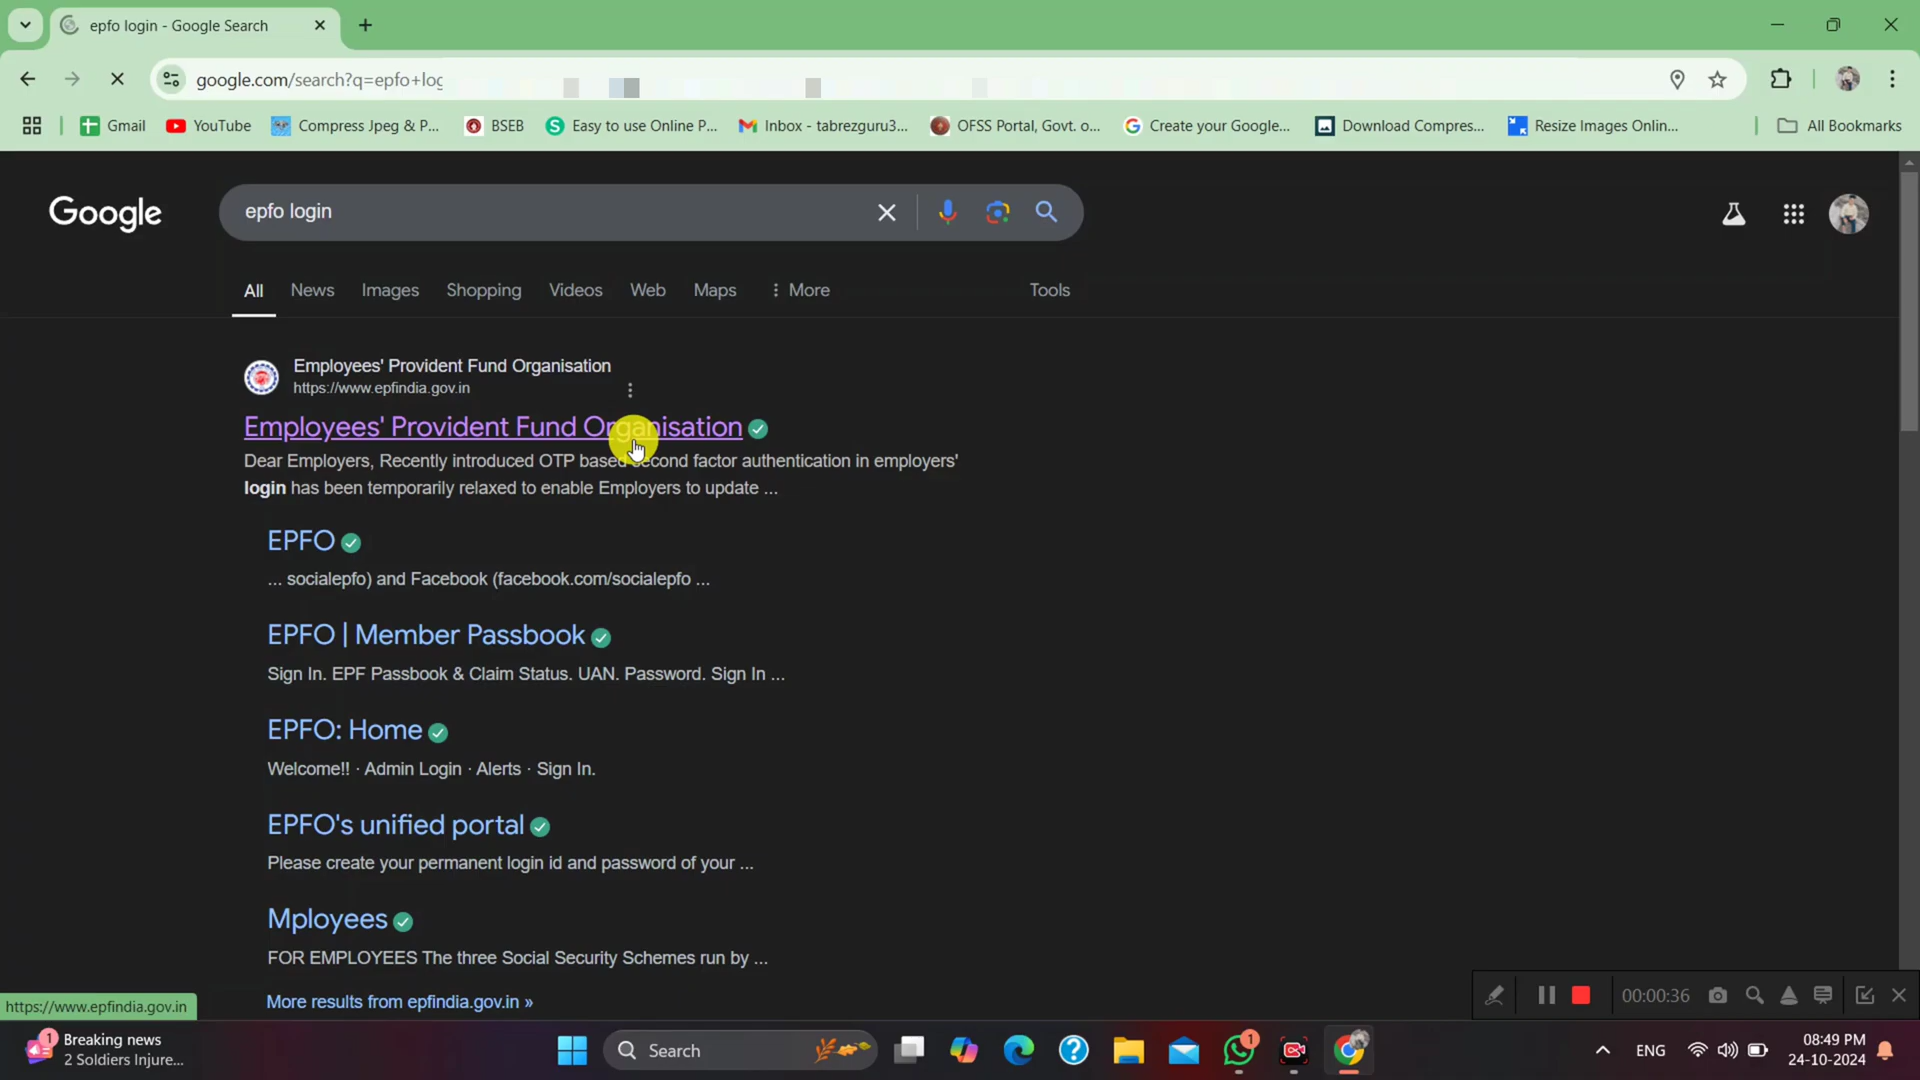 epfo login - Google Search
google.com/search?q=epfo+log
Gmail
YouTube
Compress Jpeg & P...
BSEB
Easy to use Online P...
Inbox - tabrezguru3...
OFSS Portal, Govt. o...
Create your Google...
Download Compres...
Resize Images Onlin...
All Bookmarks
Google
epfo login
All
News
Images
Shopping
Videos
Web
Maps
More
Tools
Employees' Provident Fund Organisation
https://www.epfindia.gov.in
Employees' Provident Fund Organisation
Dear Employers, Recently introduced OTP based second factor authentication in employers'
login has been temporarily relaxed to enable Employers to update ...
EPFO
... socialepfo) and Facebook (facebook.com/socialepfo ...
EPFO | Member Passbook
Sign In. EPF Passbook & Claim Status. UAN. Password. Sign In ...
EPFO: Home
Welcome!! · Admin Login · Alerts · Sign In.
EPFO's unified portal
Please create your permanent login id and password of your ...
Mployees
FOR EMPLOYEES The three Social Security Schemes run by ...
More results from epfindia.gov.in »
00:00:36
https://www.epfindia.gov.in
1
Breaking news
2 Soldiers Injure...
Search
1
ENG
08:49 PM
24-10-2024